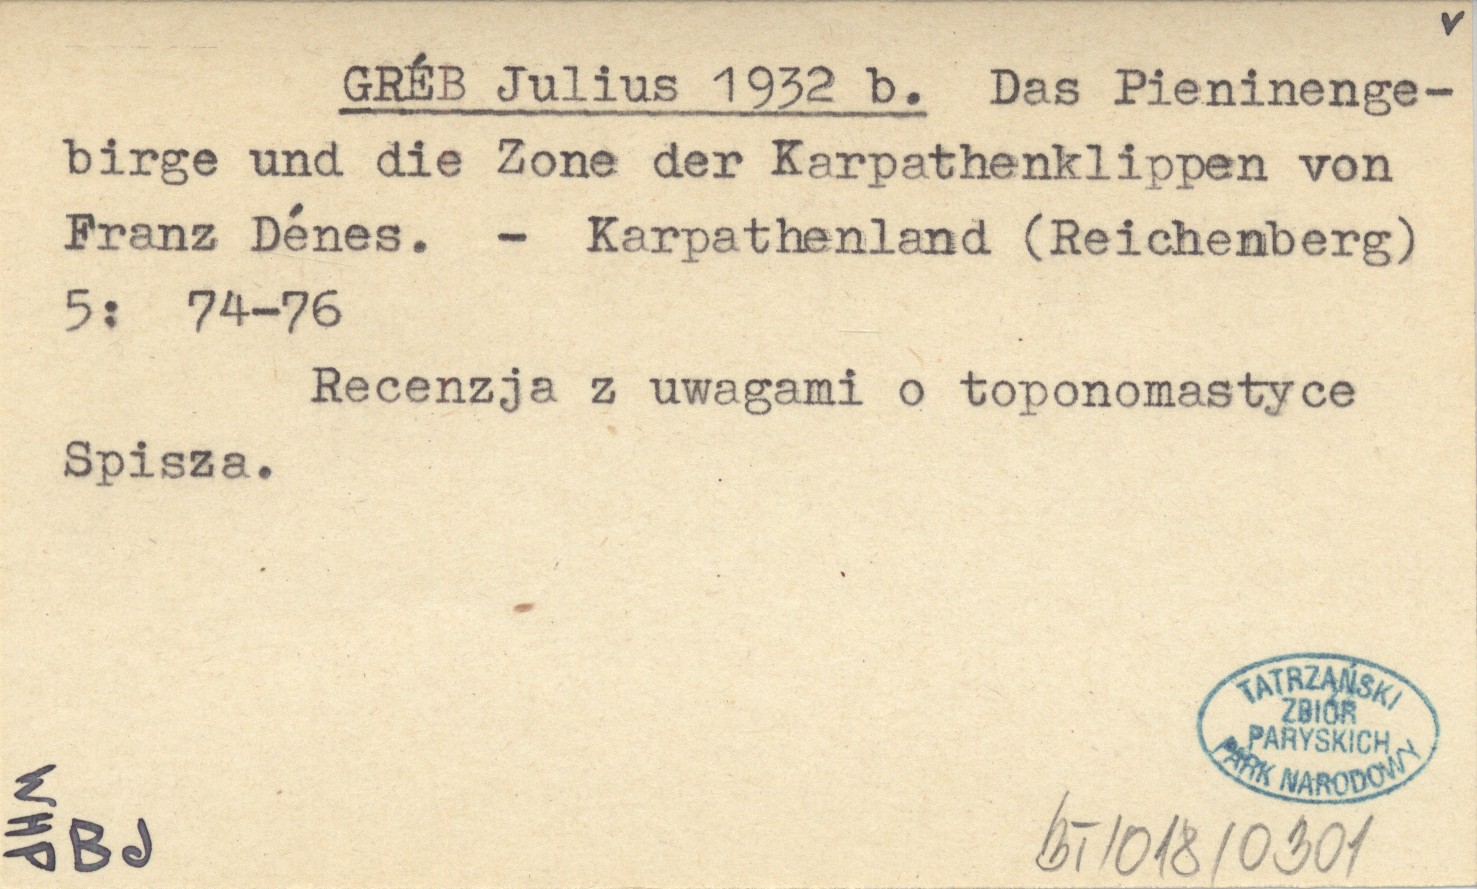 v
GRÉB Julius 1932 b. Das Pieninenge-
birge und die Zone der Karpathenklippen von
Franz Dénes. - Karpathenland (Reichenberg)
5: 74-76
Recenzja z uwagami o toponomastyce
Spisza.
TATRZAŃSKI
ZBIÓR
PARYSKICH
PARK NARODOWY
BJ
BT/018/0301